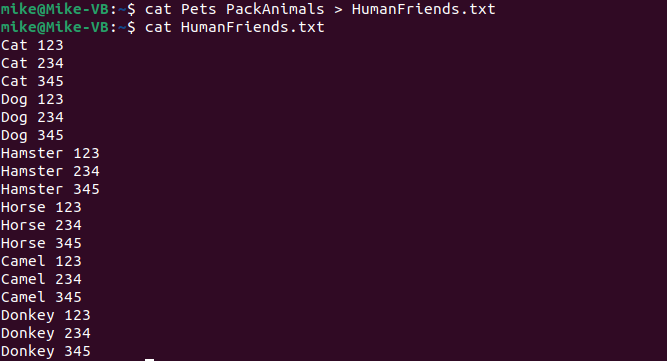 mike@Mike-VB:~$ cat Pets PackAnimals > HumanFriends.txt
mike@Mike-VB:~$ cat HumanFriends.txt
Cat 123
Cat 234
Cat 345
Dog 123
Dog 234
Dog 345
Hamster 123
Hamster 234
Hamster 345
Horse 123
Horse 234
Horse 345
Camel 123
Camel 234
Camel 345
Donkey 123
Donkey 234
Donkey 345